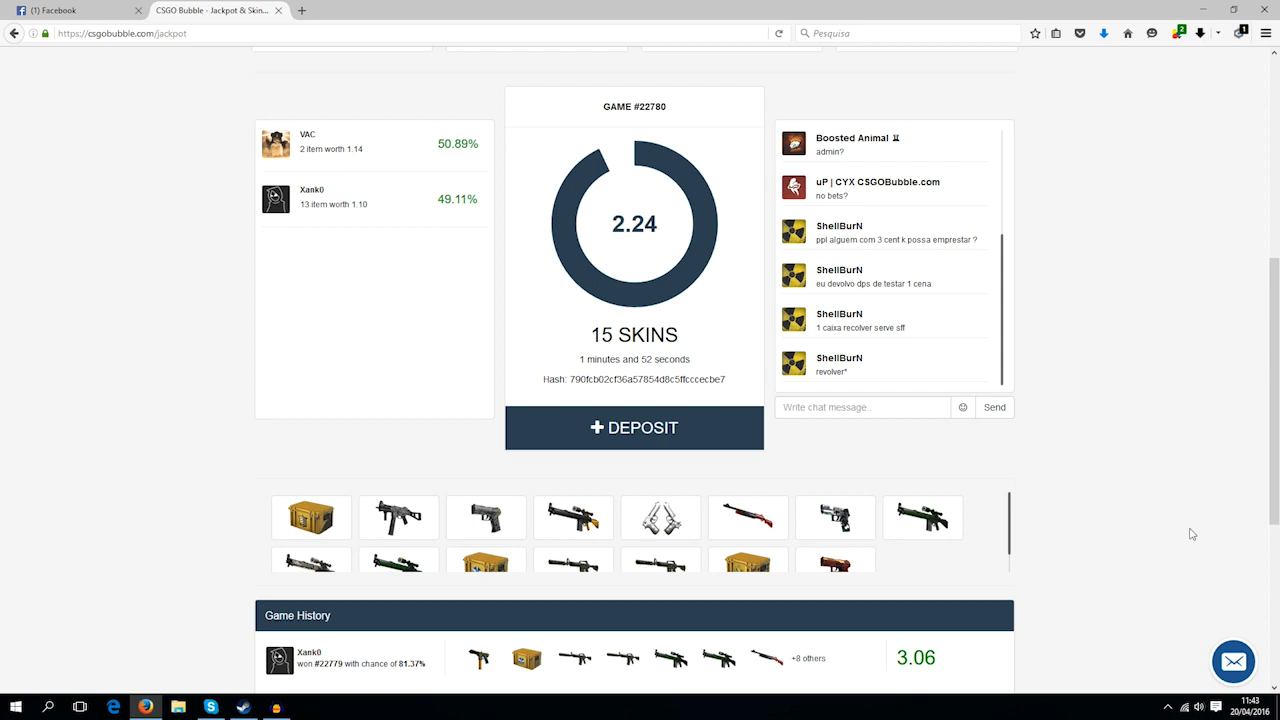 (1) Facebook
CSGO Bubble - Jackpot & Skin...
https://csgobubble.com/jackpot
Pesquisa
2
1
GAME #22780
VAC
2 item worth 1.14
50.89%
Xank0
13 item worth 1.10
49.11%
2.24
15 SKINS
1 minutes and 52 seconds
Hash: 790fcb02cf36a57854d8c5ffcccecbe7
DEPOSIT
Boosted Animal ♖
admin?
uP | CYX CSGOBubble.com
no bets?
ShellBurN
ppl alguem com 3 cent k possa emprestar ?
ShellBurN
eu devolvo dps de testar 1 cena
ShellBurN
1 caixa recolver serve sff
ShellBurN
revolver*
Write chat message..
Send
Game History
Xank0
won #22779 with chance of 81.37%
+8 others
3.06
11:43
20/04/2016